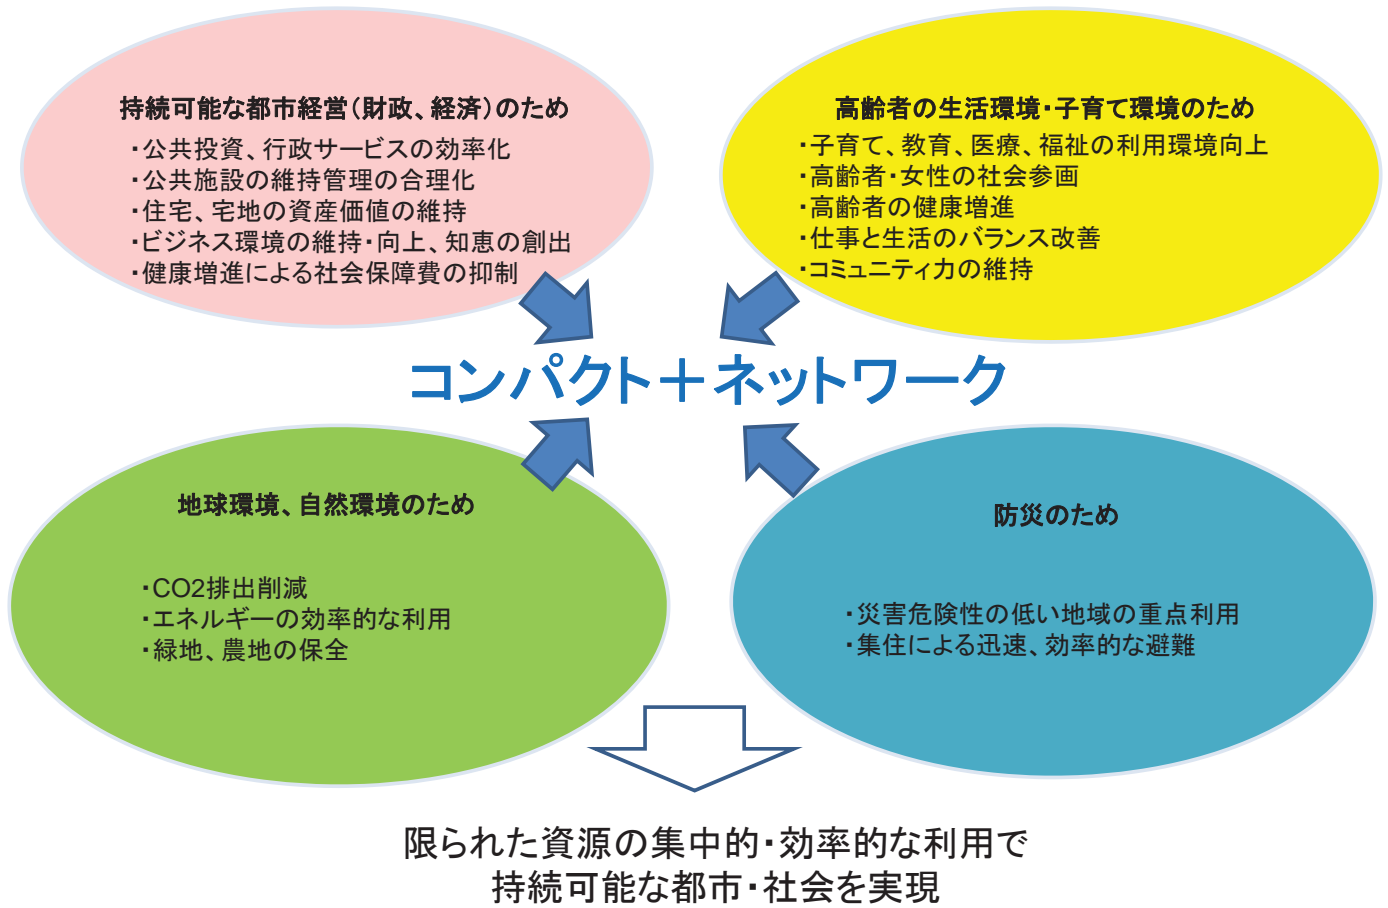 持続可能な都市経営(財政、経済)のため
・公共投資、行政サービスの効率化
・公共施設の維持管理の合理化
・住宅、宅地の資産価値の維持
・ビジネス環境の維持・向上、知恵の創出
・健康増進による社会保障費の抑制
高齢者の生活環境・子育て環境のため
・子育て、教育、医療、福祉の利用環境向上
・高齢者・女性の社会参画
・高齢者の健康増進
・仕事と生活のバランス改善
・コミュニティ力の維持
コンパクト＋ネットワーク
地球環境、自然環境のため
・CO2排出削減
・エネルギーの効率的な利用
・緑地、農地の保全
防災のため
・災害危険性の低い地域の重点利用
・集住による迅速、効率的な避難
限られた資源の集中的・効率的な利用で
持続可能な都市・社会を実現